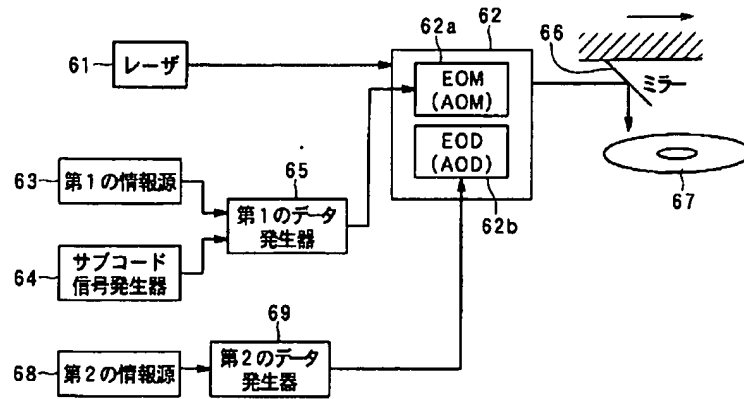 62
62a
66
61
レーザ
EOM
(AOM)
ミラー
EOD
(AOD)
63
第1の情報源
65
第1のデータ
発生器
62b
67
64
サブコード
信号発生器
69
68
第2の情報源
第2のデータ
発生器